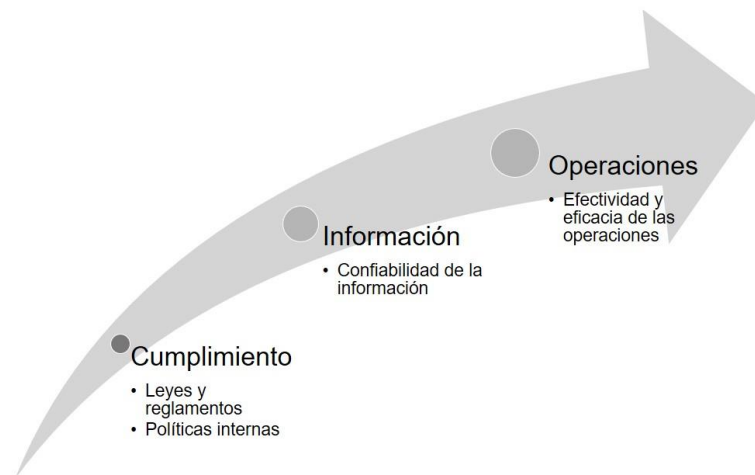 Operaciones
• Efectividad y
eficacia de las
operaciones
Información
• Confiabilidad de la
información
Cumplimiento
• Leyes y
reglamentos
• Políticas internas